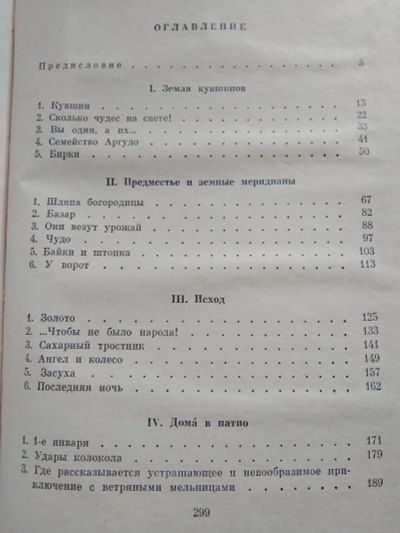 ОГЛАВЛЕНИЕ
Предисловие . . . . . . . . . . . . . . 5
I. Земля кувшинов
1. Кувшин . . . . . . . . . . . . . . 13
2. Сколько чудес на свете! . . . . . . . . . 22
3. Вы один, а их... . . . . . . . . . . . 33
4. Семейство Аргудо . . . . . . . . . . . 41
5. Бирки . . . . . . . . . . . . . . 50
II. Предместье и земные меридианы
1. Шляпа богородицы . . . . . . . . . . . 67
2. Базар . . . . . . . . . . . . . . 82
3. Они везут урожай . . . . . . . . . . . 88
4. Чудо . . . . . . . . . . . . . . 97
5. Байки и штопка . . . . . . . . . . . 103
6. У ворот . . . . . . . . . . . . . 113
III. Исход
1. Золото . . . . . . . . . . . . . . 125
2. ...Чтобы не было народа! . . . . . . . . . 133
3. Сахарный тростник . . . . . . . . . . . 141
4. Ангел и колесо . . . . . . . . . . . . 149
5. Засуха . . . . . . . . . . . . . . 157
6. Последняя ночь . . . . . . . . . . . . 162
IV. Дома́ в патио
1. 1-е января . . . . . . . . . . . . . 171
2. Удары колокола . . . . . . . . . . . . 179
3. Где рассказывается устрашающее и невообразимое при-
ключение с ветряными мельницами . . . . . . . 189
299